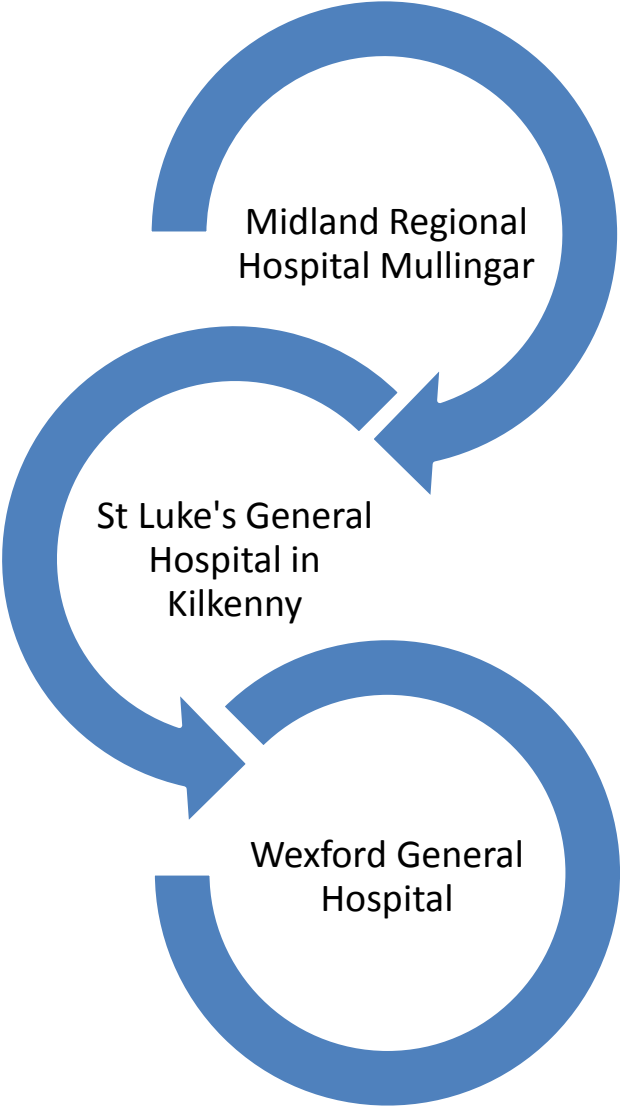 Midland Regional
Hospital Mullingar
St Luke's General
Hospital in
Kilkenny
Wexford General
Hospital